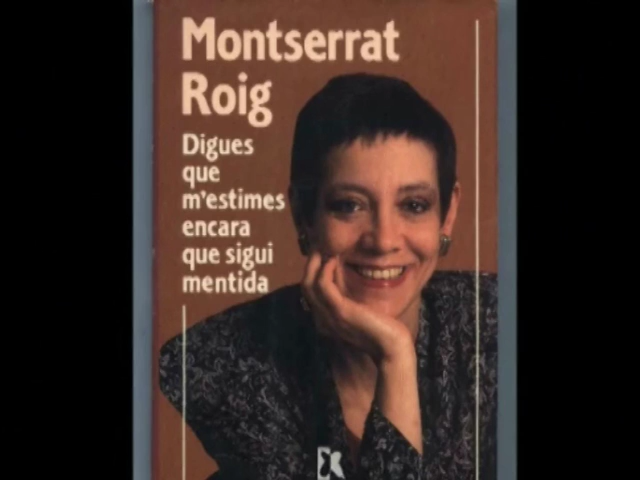 Montserrat
Roig
Digues
que
m'estimes
encara
que sigui
mentida